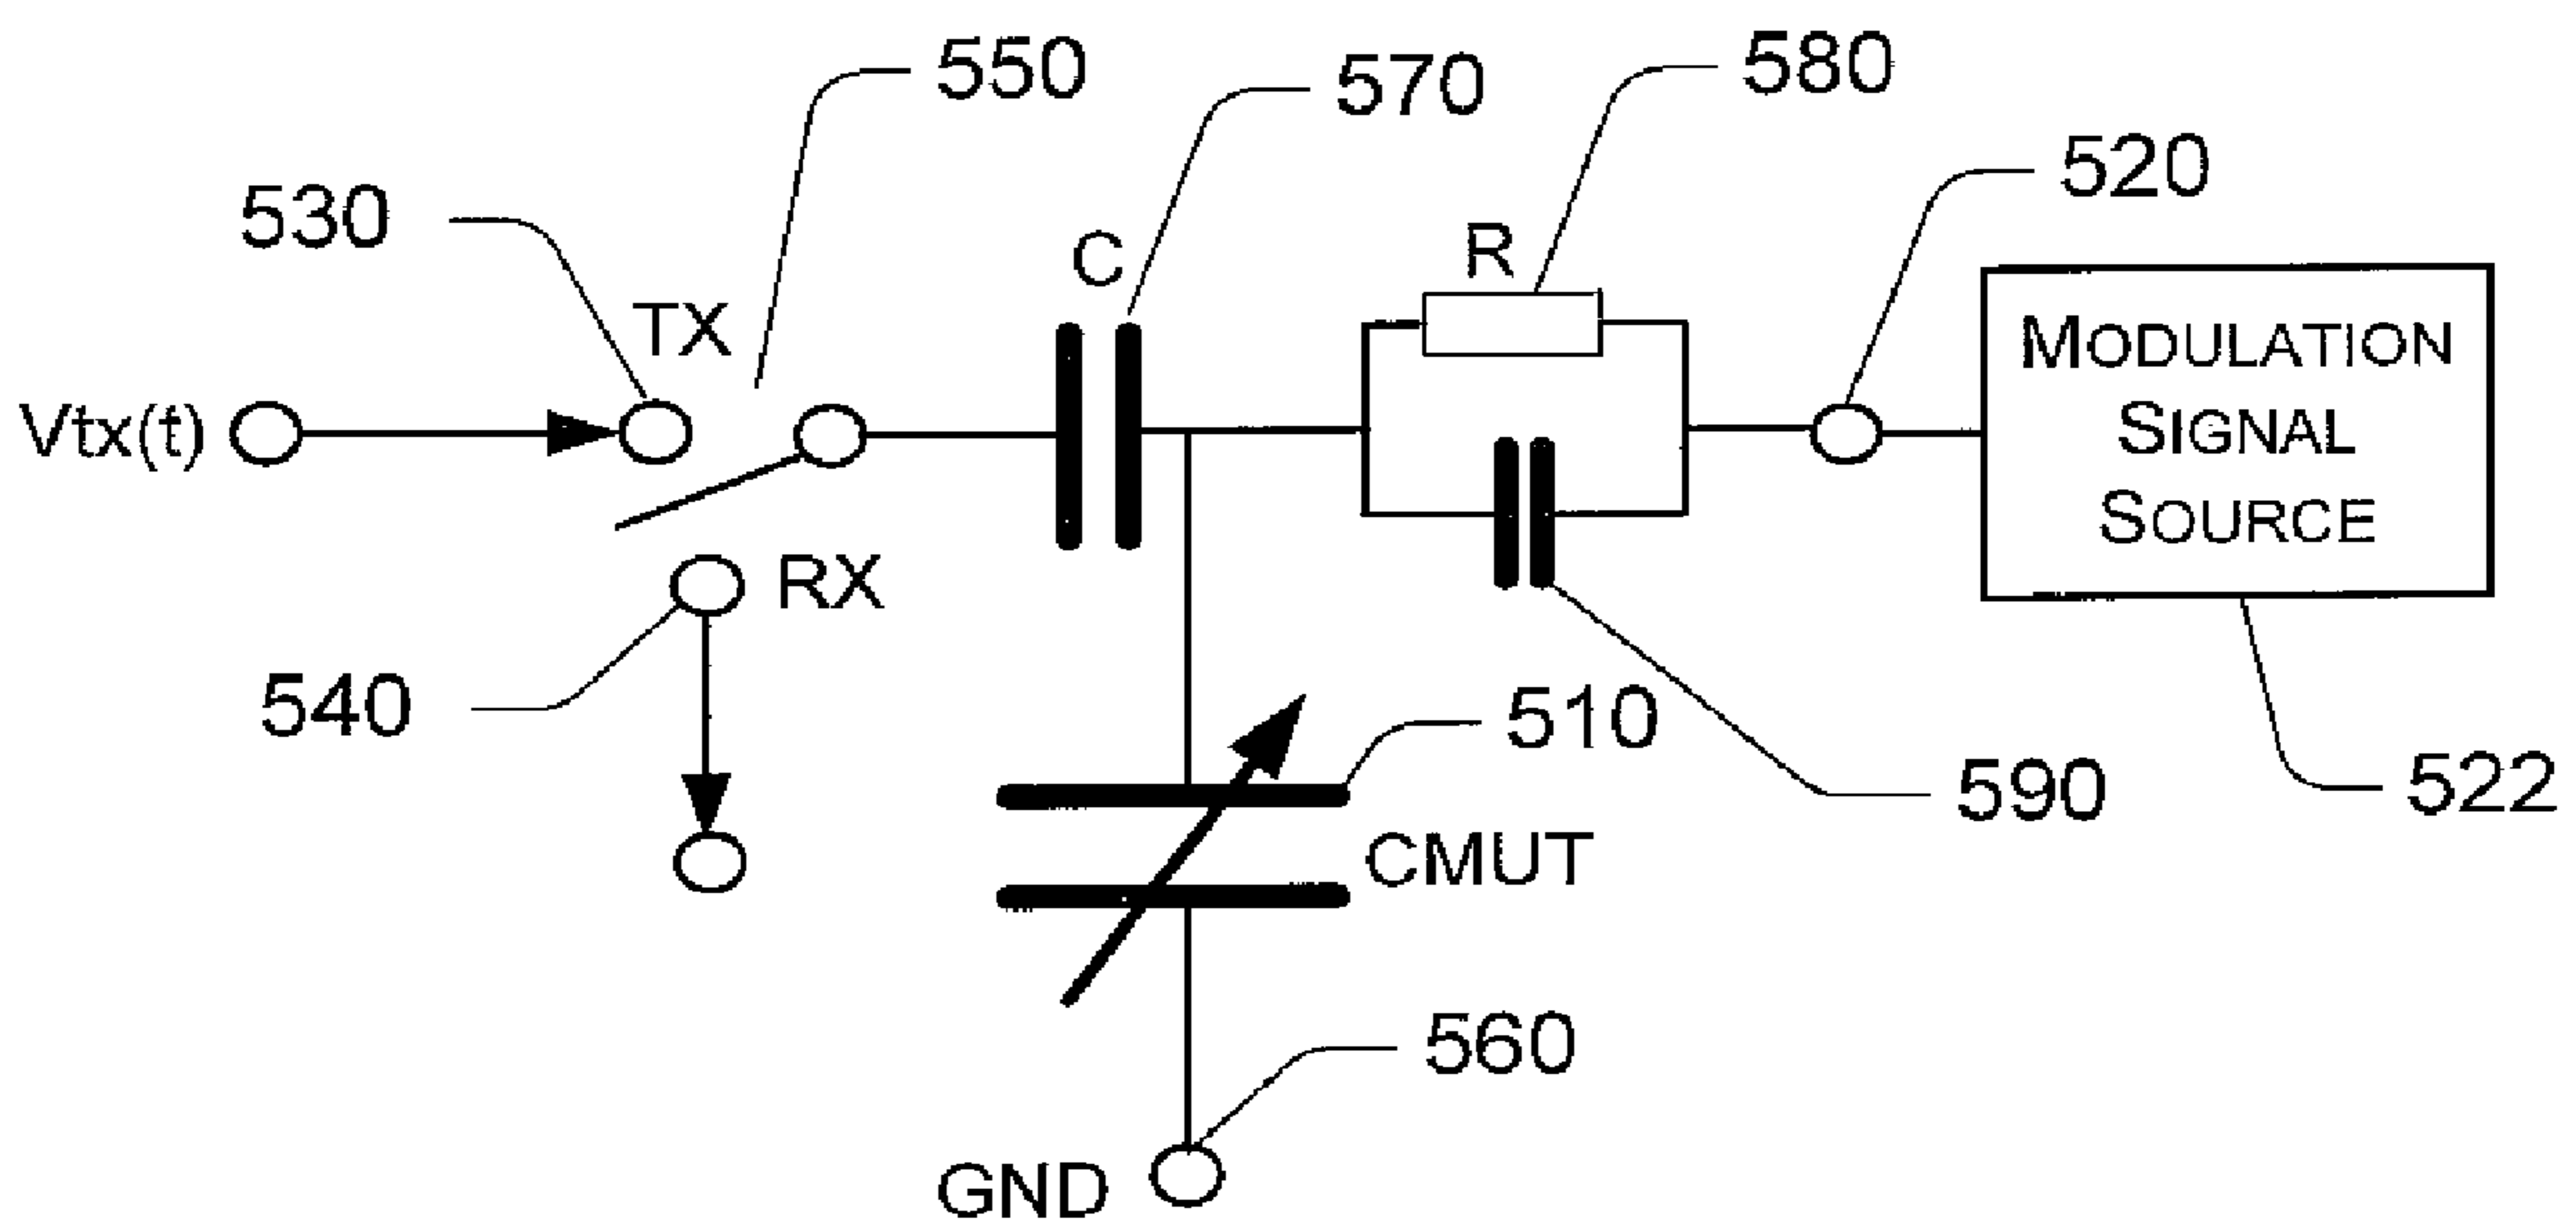 550
570
580
530
520
C
R
TX
Vtx(t)
MODULATION
SIGNAL
SOURCE
RX
540
510
590
522
CMUT
560
GND